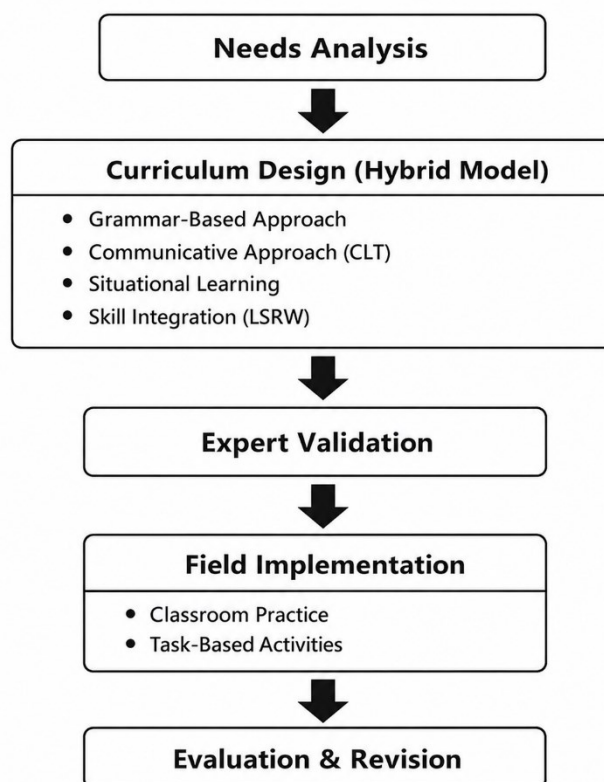 Needs Analysis
Curriculum Design (Hybrid Model)
• Grammar-Based Approach
• Communicative Approach (CLT)
• Situational Learning
• Skill Integration (LSRW)
Expert Validation
Field Implementation
• Classroom Practice
• Task-Based Activities
Evaluation & Revision